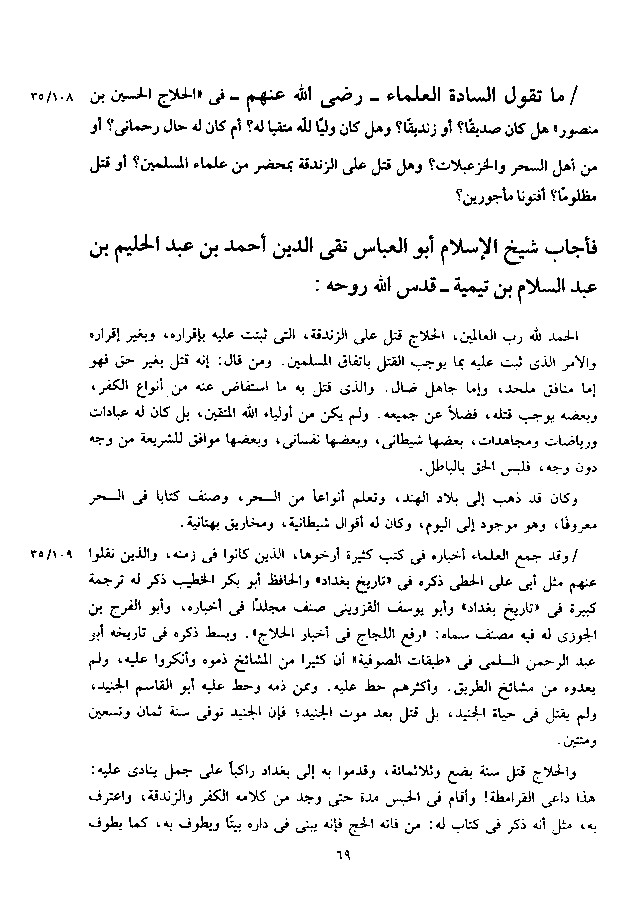 / ما تقول السادة العلماء ـ رضى الله عنهم ـ فى «الحلاج الحسين بن ٣٥/١٠٨
منصور» هل كان صديقًا؟ أو زنديقًا؟ وهل كان وليًا لله متقيا له؟ أم كان له حال رحمانى؟ أو
من أهل السحر والخزعبلات؟ وهل قتل على الزندقة بمحضر من علماء المسلمين؟ أو قتل
مظلومًا؟ أفتونا مأجورين؟
فأجاب شيخ الإسلام أبو العباس تقى الدين أحمد بن عبد الحليم بن
عبد السلام بن تيمية ـ قدس الله روحه :
الحمد لله رب العالمين، الحلاج قتل على الزندقة، التى ثبتت عليه بإقراره، وبغير إقراره
والأمر الذى ثبت عليه بما يوجب القتل باتفاق المسلمين. ومن قال: إنه قتل بغير حق فهو
إما منافق ملحد، وإما جاهل ضال. والذى قتل به ما استفاض عنه من أنواع الكفر،
وبعضه يوجب قتله، فضلاً عن جميعه. ولم يكن من أولياء الله المتقين، بل كان له عبادات
ورياضات ومجاهدات، بعضها شيطانى، وبعضها نفسانى، وبعضها موافق للشريعة من وجه
دون وجه، فلبس الحق بالباطل.
وكان قد ذهب إلى بلاد الهند، وتعلم أنواعاً من السحر، وصنف كتابا فى السحر
معروفا، وهو موجود إلى اليوم، وكان له أقوال شيطانية، ومخاريق بهتانية.
/ وقد جمع العلماء أخباره فى كتب كثيرة أرخوها، الذين كانوا فى زمنه، والذين نقلوا ٣٥/١٠٩
عنهم مثل أبى على الحطى ذكره فى «تاريخ بغداد» والحافظ أبو بكر الخطيب ذكر له ترجمة
كبيرة فى «تاريخ بغداد» وأبو يوسف القزوينى صنف مجلدًا فى أخباره، وأبو الفرج بن
الجوزى له فيه مصنف سماه: «رفع اللجاج فى أخبار الحلاج». وبسط ذكره فى تاريخه أبو
عبد الرحمن السلمى فى «طبقات الصوفية» أن كثيرا من المشائخ ذموه وأنكروا عليه، ولم
يعدوه من مشائخ الطريق. وأكثرهم حط عليه. وممن ذمه وحط عليه أبو القاسم الجنيد،
ولم يقتل فى حياة الجنيد، بل قتل بعد موت الجنيد؛ فإن الجنيد توفى سنة ثمان وتسعين
ومئتين.
والحلاج قتل سنة بضع وثلاثمائة، وقدموا به إلى بغداد راكباً على جمل ينادى عليه:
هذا داعى القرامطة! وأقام فى الحبس مدة حتى وجد من كلامه الكفر والزندقة، واعترف
به، مثل أنه ذكر فى كتاب له: من فاته الحج فإنه يبنى فى داره بيتًا ويطوف به، كما يطوف
٦٩